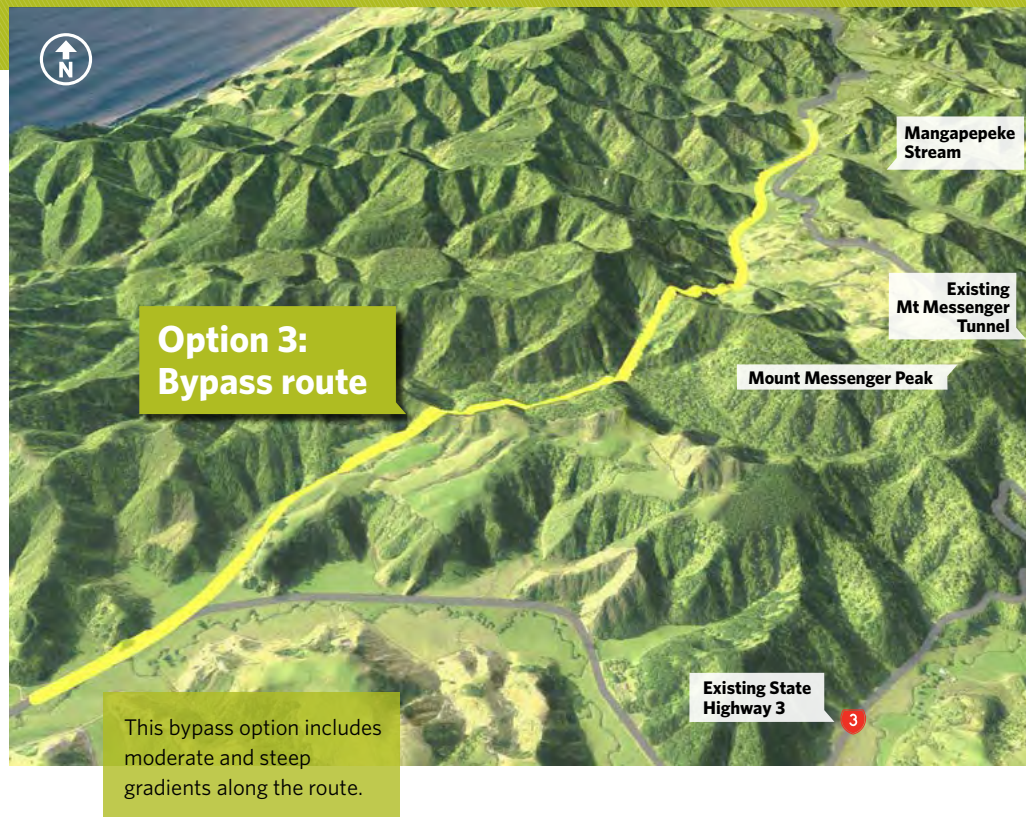 N
Mangapepeke
Stream
Existing
Mt Messenger
Tunnel
Option 3:
Bypass route
Mount Messenger Peak
Existing State
Highway 3
3
This bypass option includes
moderate and steep
gradients along the route.